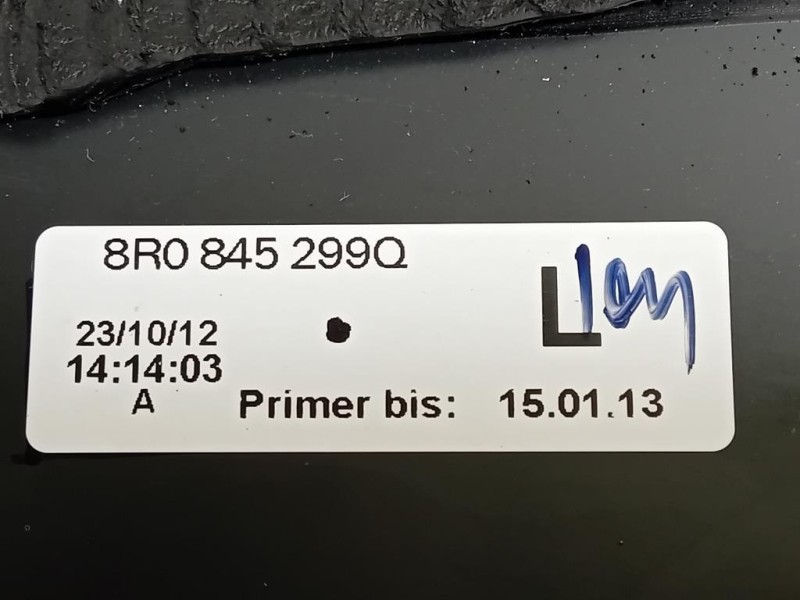 8R0 845 299Q
L
23/10/12
14:14:03
A
Primer bis: 15.01.13